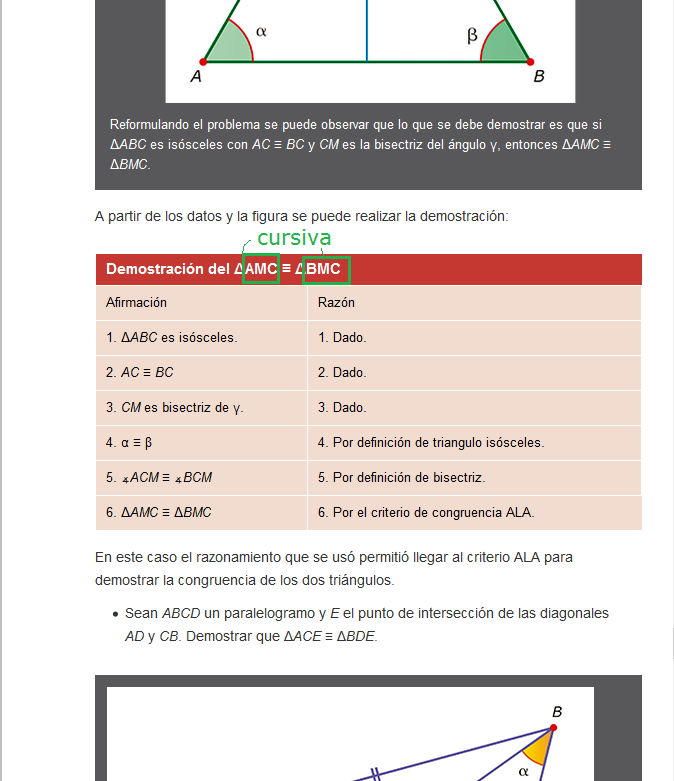 α
β
A
B
Reformulando el problema se puede observar que lo que se debe demostrar es que si
ΔABC es isósceles con AC ≡ BC y CM es la bisectriz del ángulo γ, entonces ΔAMC ≡
ΔBMC.
A partir de los datos y la figura se puede realizar la demostración:
cursiva
Demostración del ΔAMC ≡ ΔBMC
Afirmación Razón
1. ΔABC es isósceles. 1. Dado.
2. AC ≡ BC 2. Dado.
3. CM es bisectriz de γ. 3. Dado.
4. α ≡ β 4. Por definición de triangulo isósceles.
5. ∡ACM ≡ ∡BCM 5. Por definición de bisectriz.
6. ΔAMC ≡ ΔBMC 6. Por el criterio de congruencia ALA.
En este caso el razonamiento que se usó permitió llegar al criterio ALA para
demostrar la congruencia de los dos triángulos.
• Sean ABCD un paralelogramo y E el punto de intersección de las diagonales
AD y CB. Demostrar que ΔACE ≡ ΔBDE.
B
α